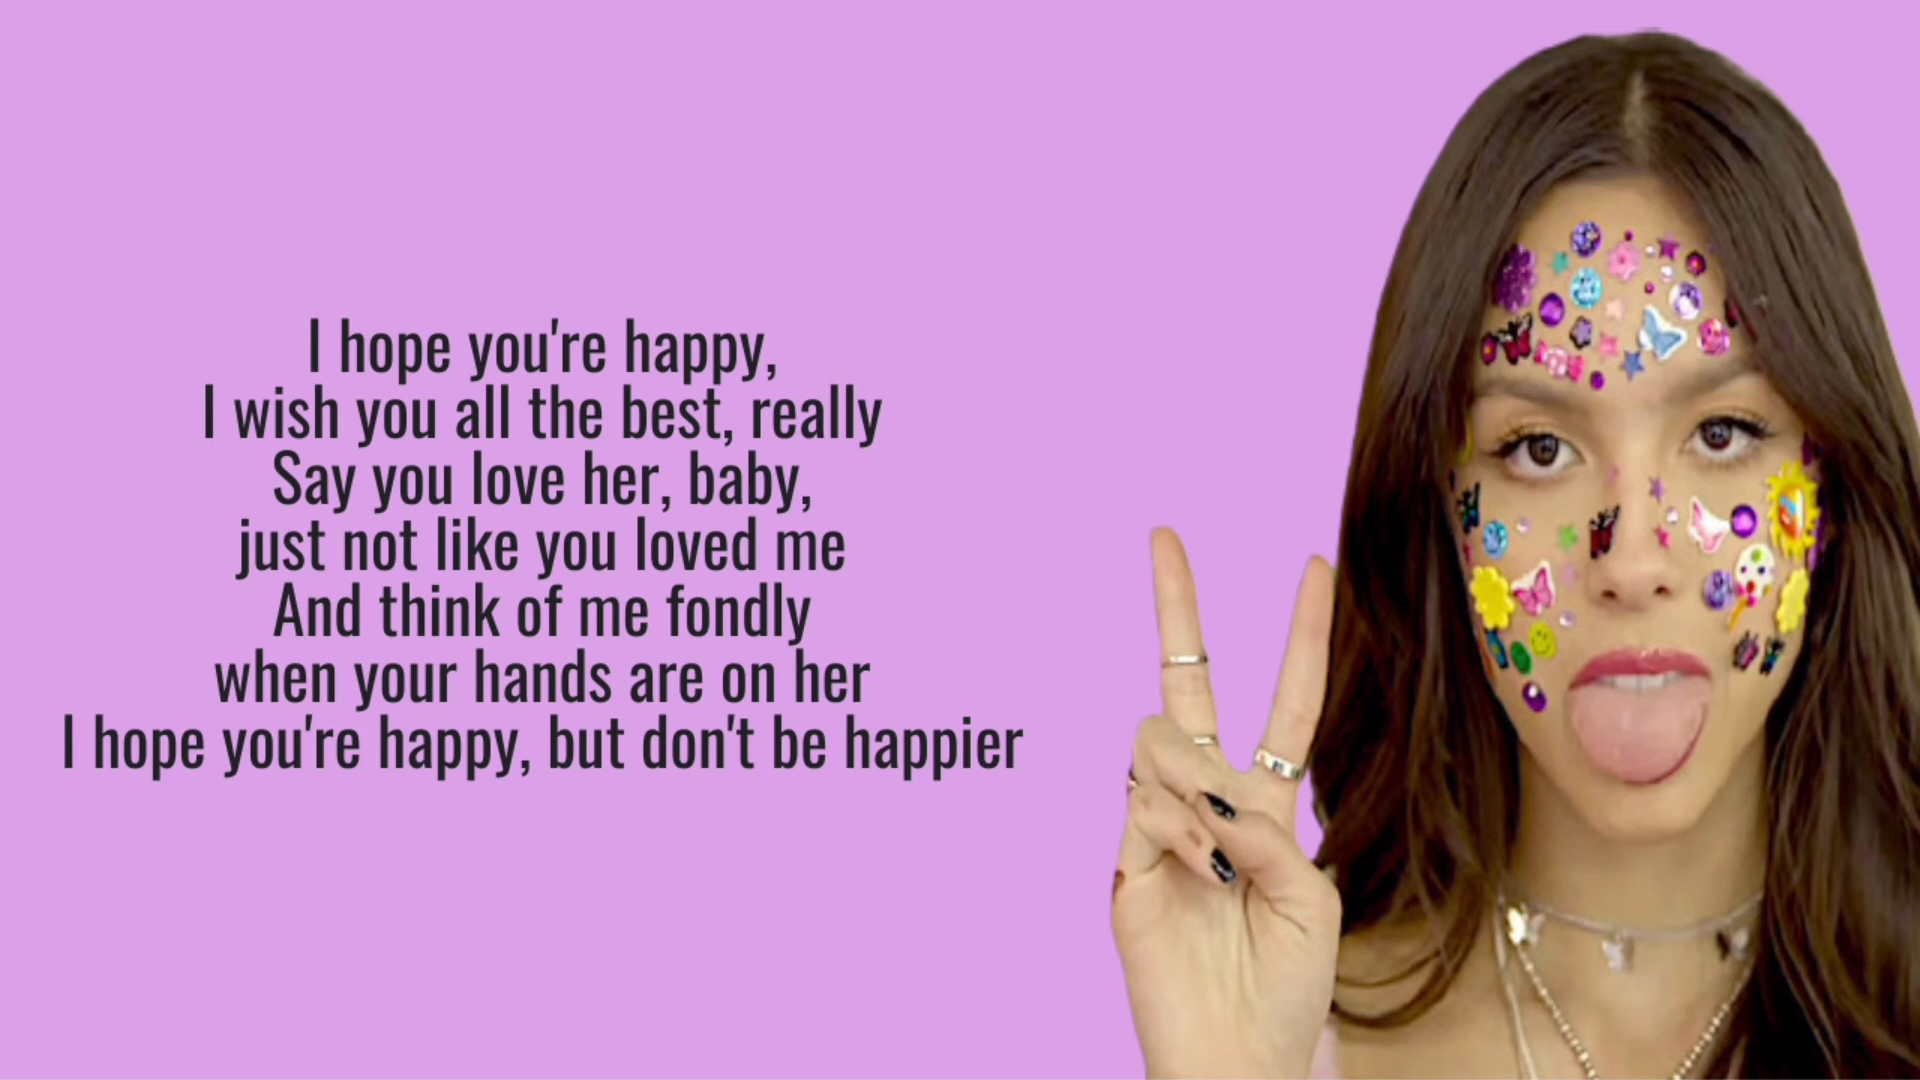 I hope you're happy,
I wish you all the best, really
Say you love her, baby,
just not like you loved me
And think of me fondly
when your hands are on her
I hope you're happy, but don't be happier